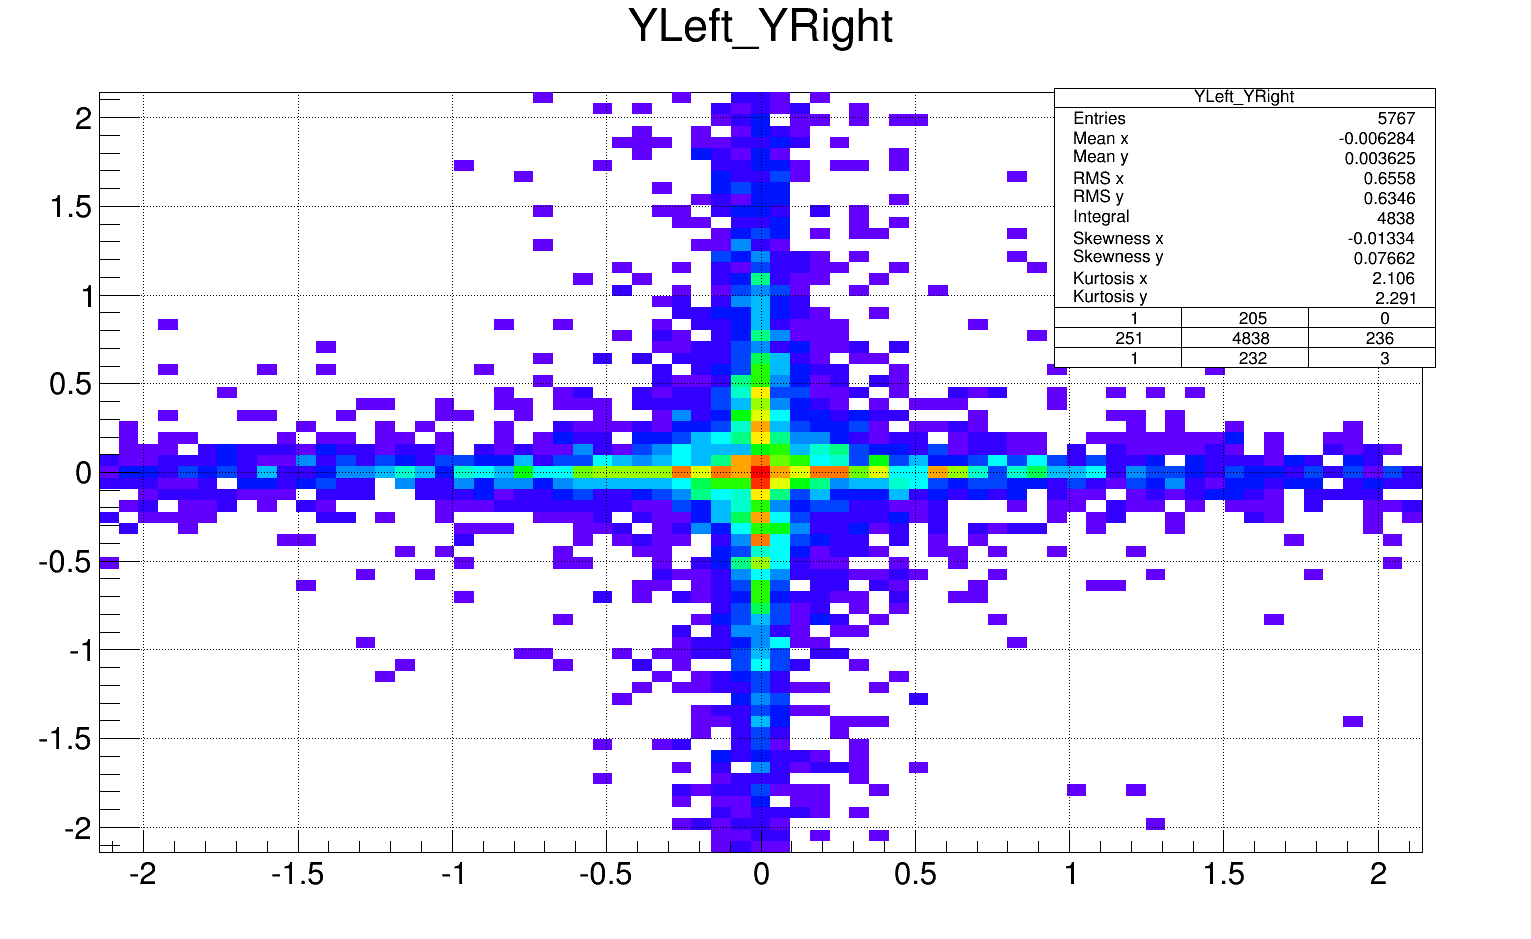 YLeft_YRight
YLeft_YRight
Entries 5767
Mean x -0.006284
Mean y 0.003625
RMS x 0.6558
RMS y 0.6346
Integral 4838
Skewness x -0.01334
Skewness y 0.07662
Kurtosis x 2.106
Kurtosis y 2.291
1 205 0
251 4838 236
1 232 3
2
1.5
1
0.5
0
-0.5
-1
-1.5
-2
-2 -1.5 -1 -0.5 0 0.5 1 1.5 2